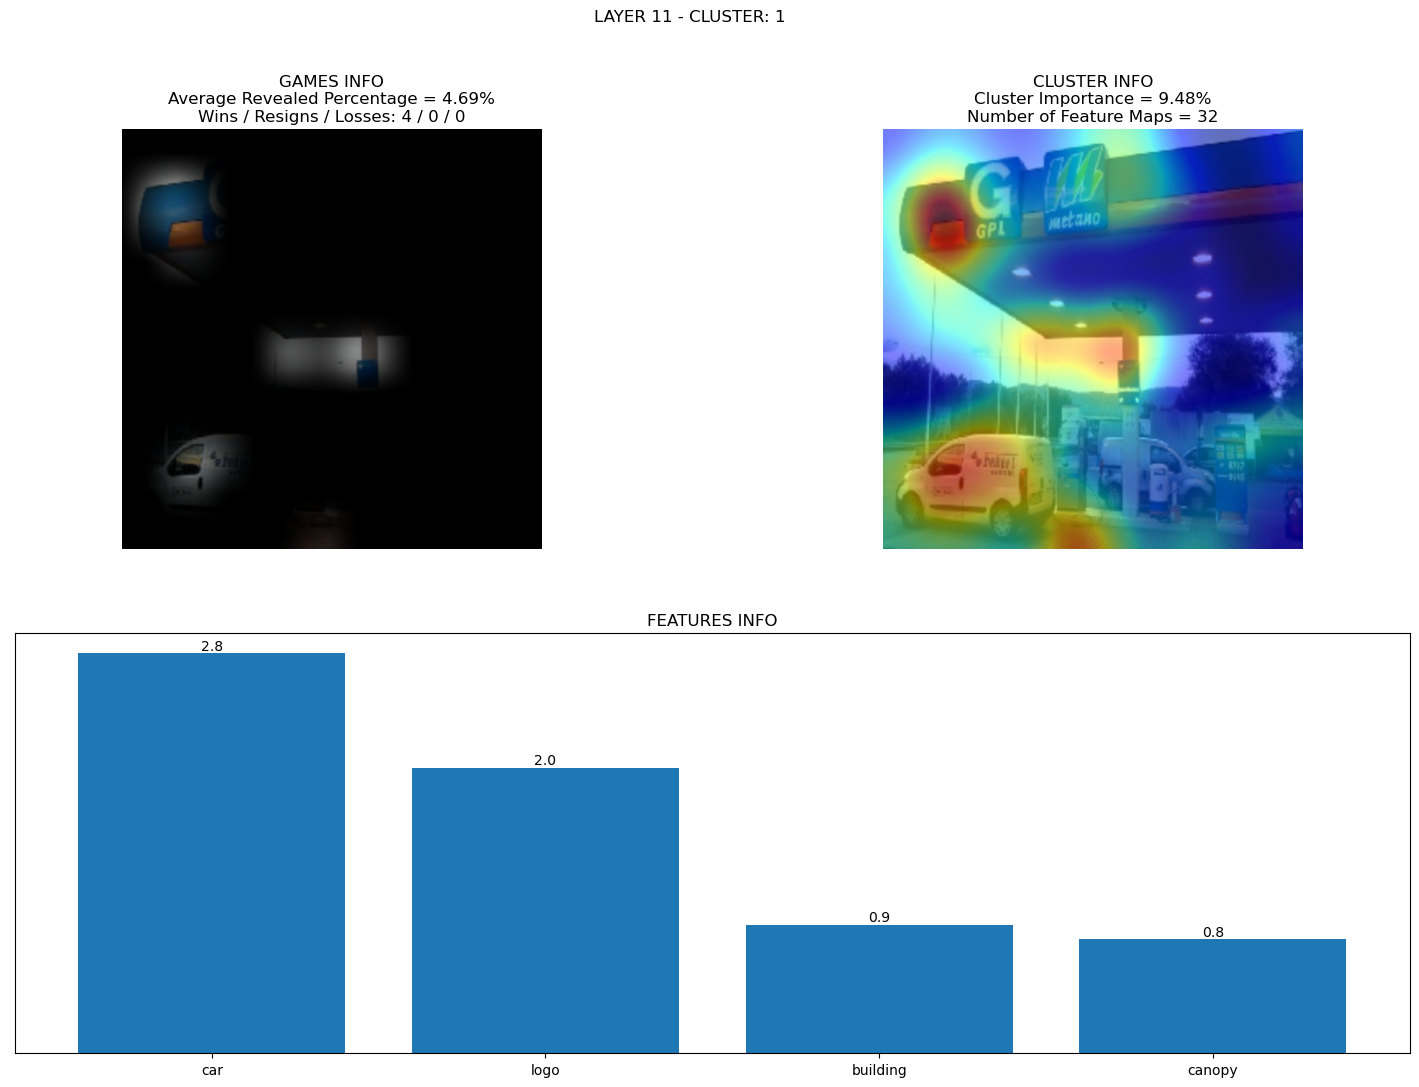 LAYER 11 - CLUSTER: 1
GAMES INFO
Average Revealed Percentage = 4.69%
Wins / Resigns / Losses: 4 / 0 / 0
CLUSTER INFO
Cluster Importance = 9.48%
Number of Feature Maps = 32
G
G
GPL
metano
FEATURES INFO
2.8
2.0
0.9
0.8
car
logo
building
canopy